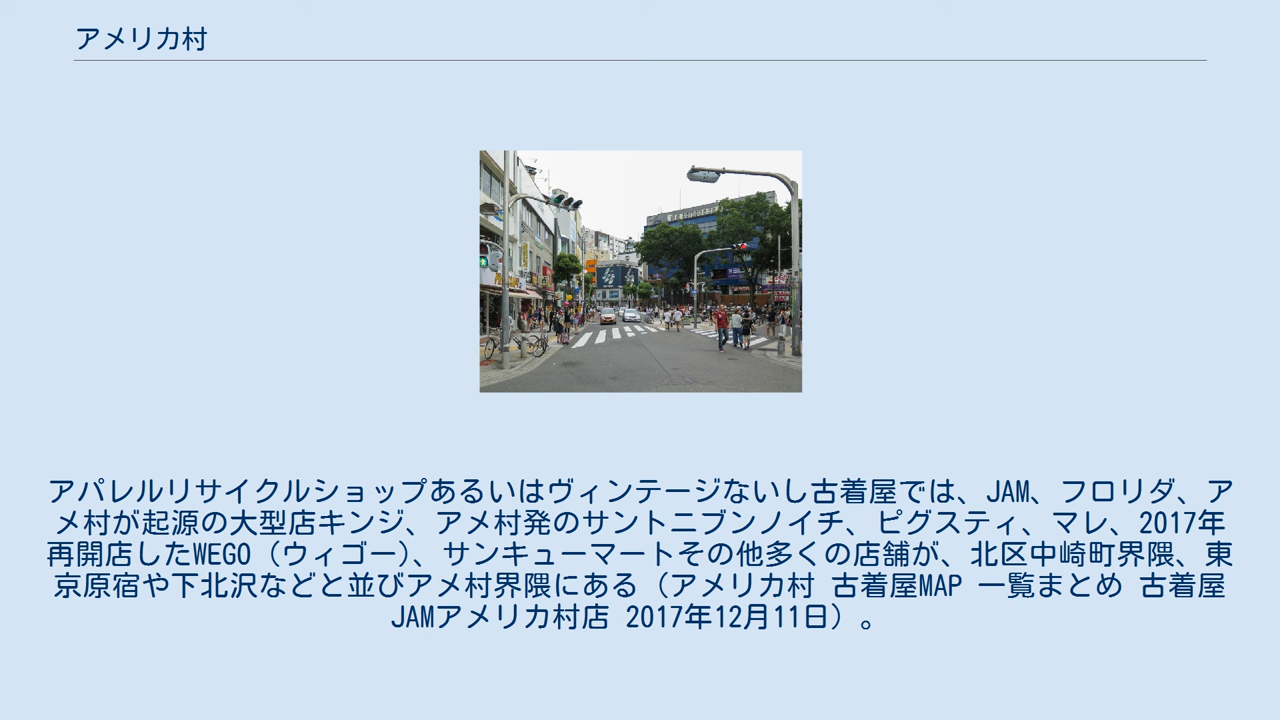 アメリカ村
アパレルリサイクルショップあるいはヴィンテージないし古着屋では、JAM、フロリダ、ア
メ村が起源の大型店キンジ、アメ村発のサントニブンノイチ、ピグスティ、マレ、2017年
再開店したWEGO（ウィゴー）、サンキューマートその他多くの店舗が、北区中崎町界隈、東
京原宿や下北沢などと並びアメ村界隈にある（アメリカ村 古着屋MAP 一覧まとめ 古着屋
JAMアメリカ村店 2017年12月11日）。